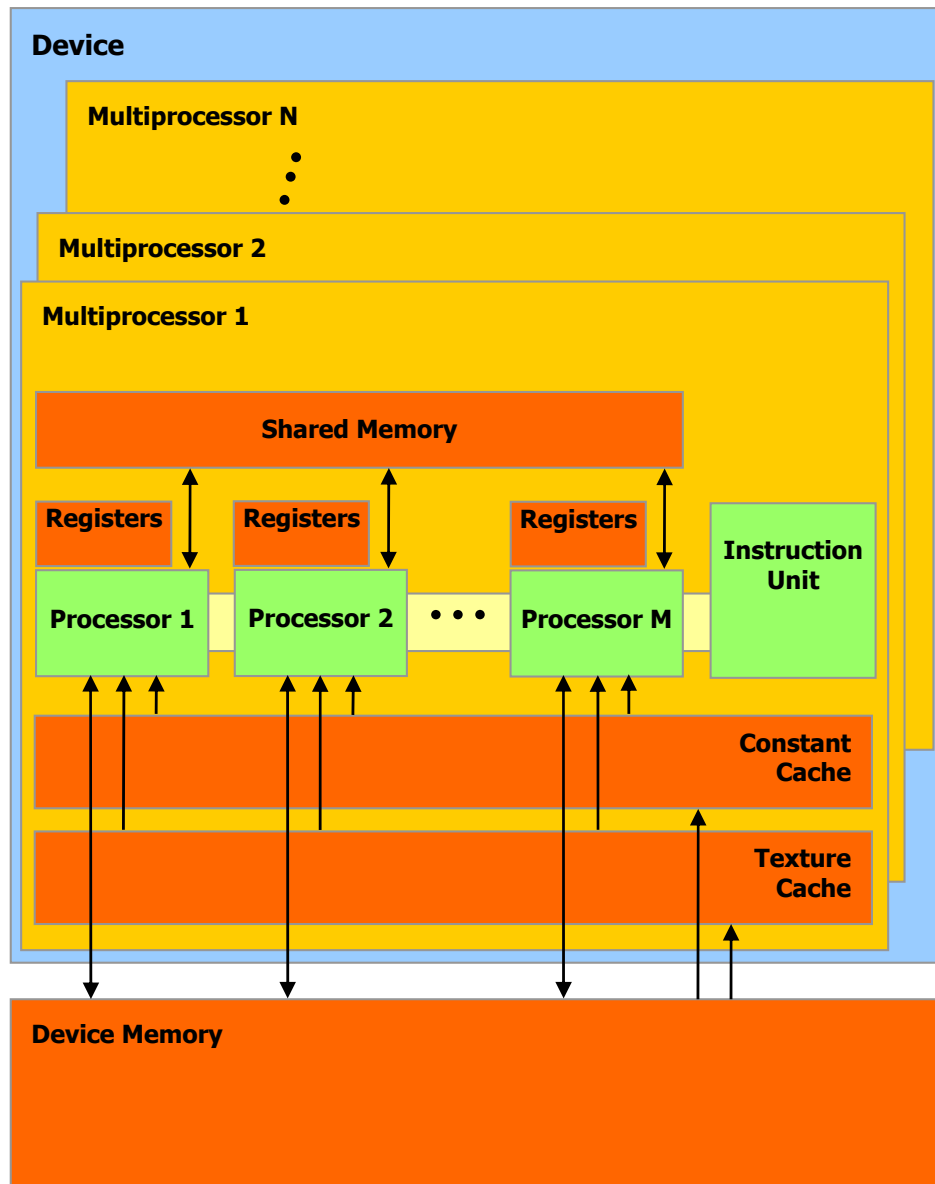 Device
Multiprocessor N
Multiprocessor 2
Multiprocessor 1
Shared Memory
Registers
Registers
Registers
Instruction
Unit
Processor 1
Processor 2
• • •
Processor M
Constant
Cache
Texture
Cache
Device Memory